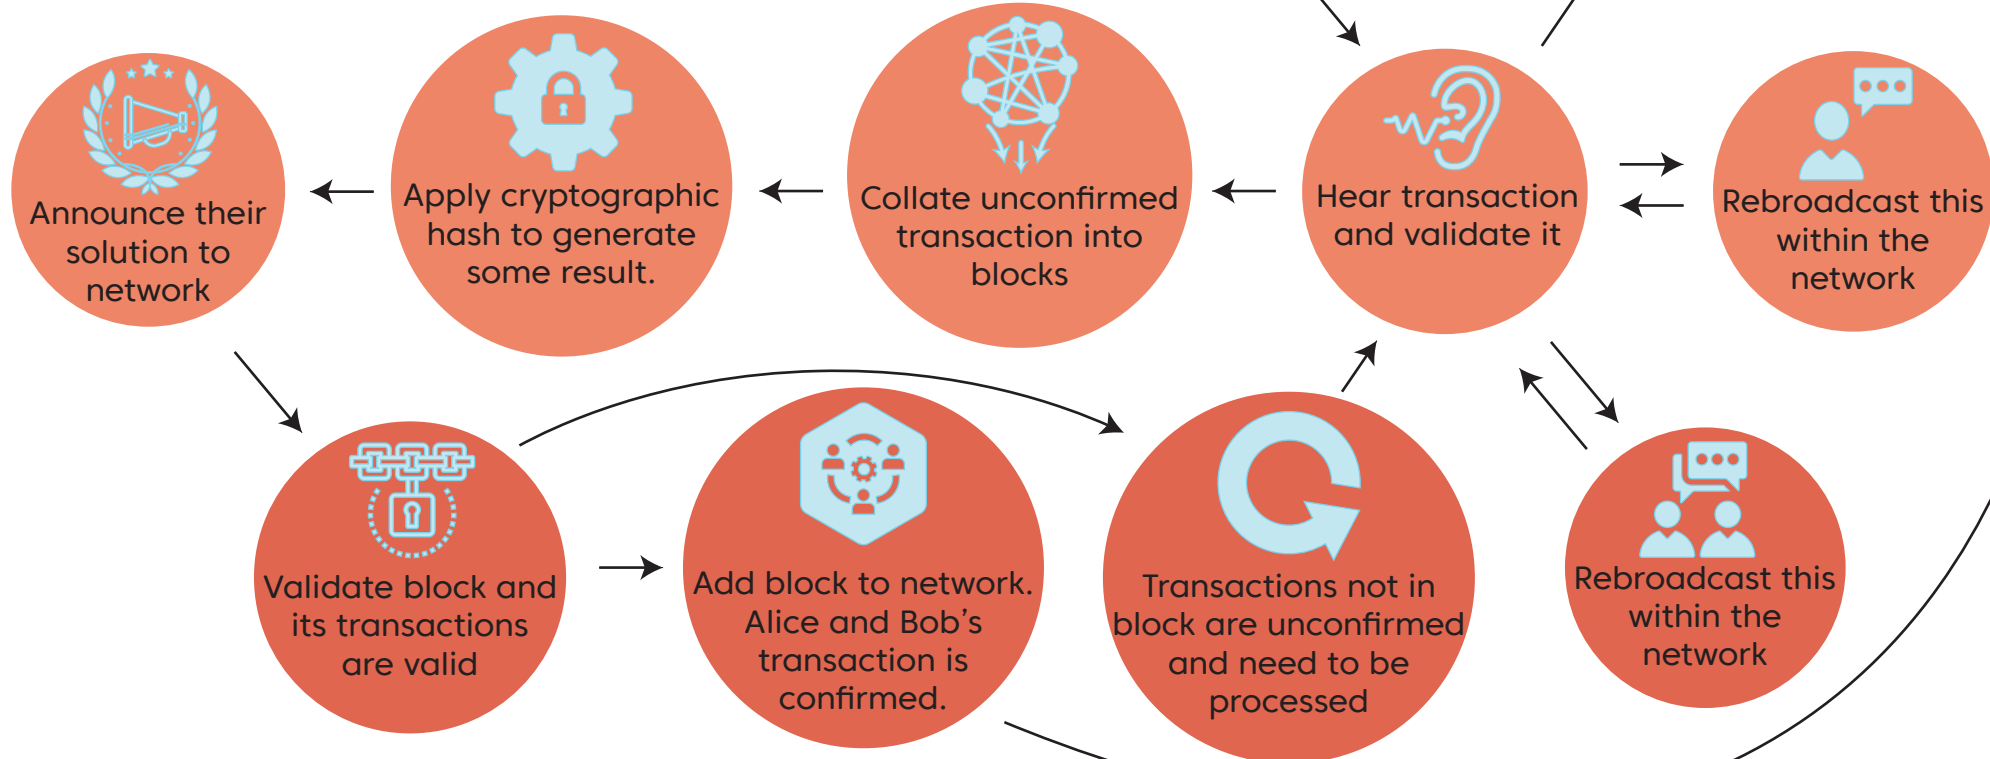 Announce their
solution to
network
Apply cryptographic
hash to generate
some result.
Collate unconfirmed
transaction into
blocks
Hear transaction
and validate it
Rebroadcast this
within the
network
Validate block and
its transactions
are valid
Add block to network.
Alice and Bob’s
transaction is
confirmed.
Transactions not in
block are unconfirmed
and need to be
processed
Rebroadcast this
within the
network